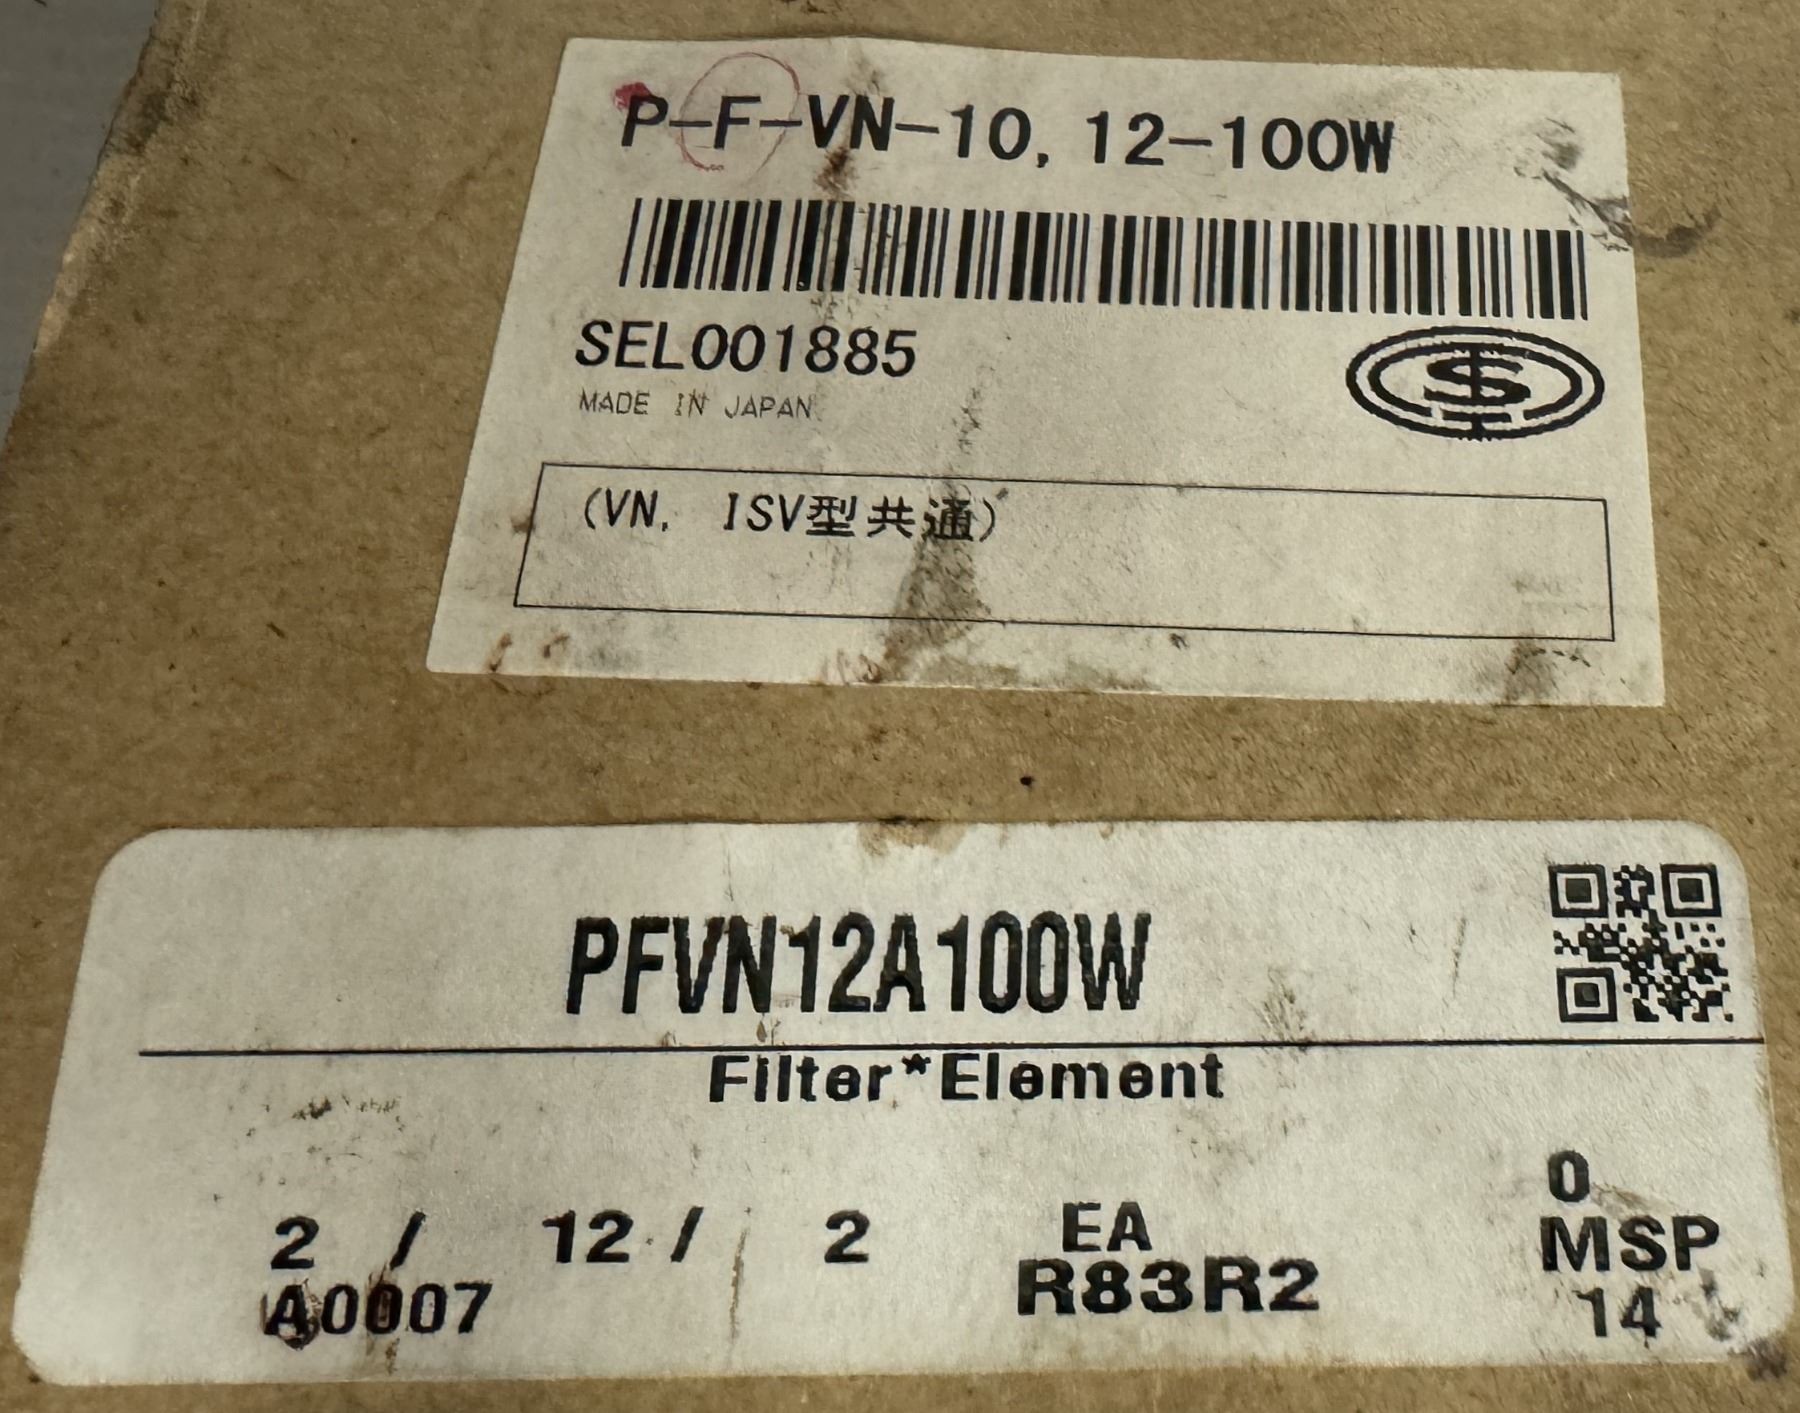 P-F-VN-10, 12-100W
SEL001885
MADE IN JAPAN
(VN, ISV型共通)
PFVN12A100W
Filter*Element
2 / 12 / 2 EA 0
A0007 R83R2 MSP
14